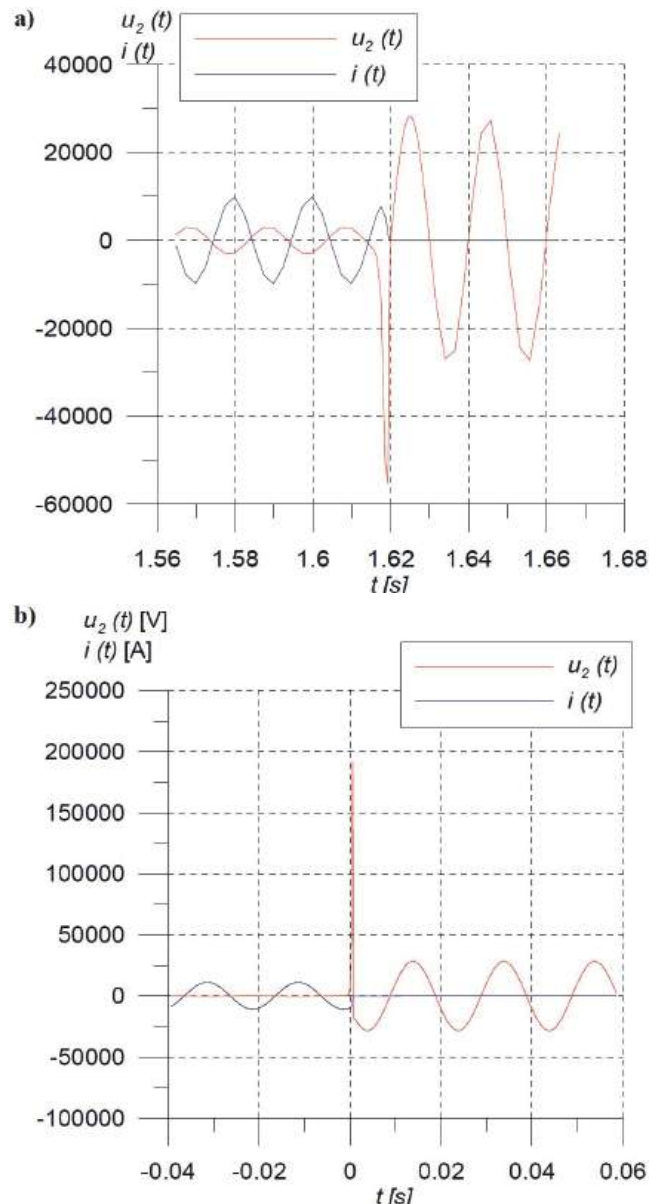 a)
u2 (t)
i (t)
u2 (t)
i (t)
40000
20000
0
-20000
-40000
-60000
1.56 1.58 1.6 1.62 1.64 1.66 1.68
t [s]
b)
u2 (t) [V]
i (t) [A]
u2 (t)
i (t)
250000
200000
150000
100000
50000
0
-50000
-100000
-0.04 -0.02 0 0.02 0.04 0.06
t [s]